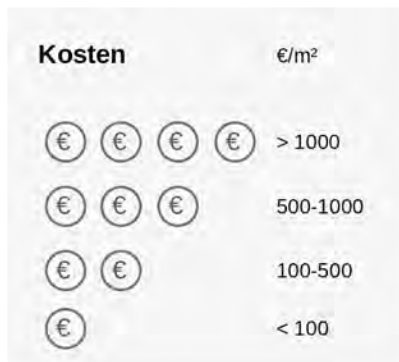 Kosten €/m²
€ € € € > 1000
€ € € 500-1000
€ € 100-500
€ < 100